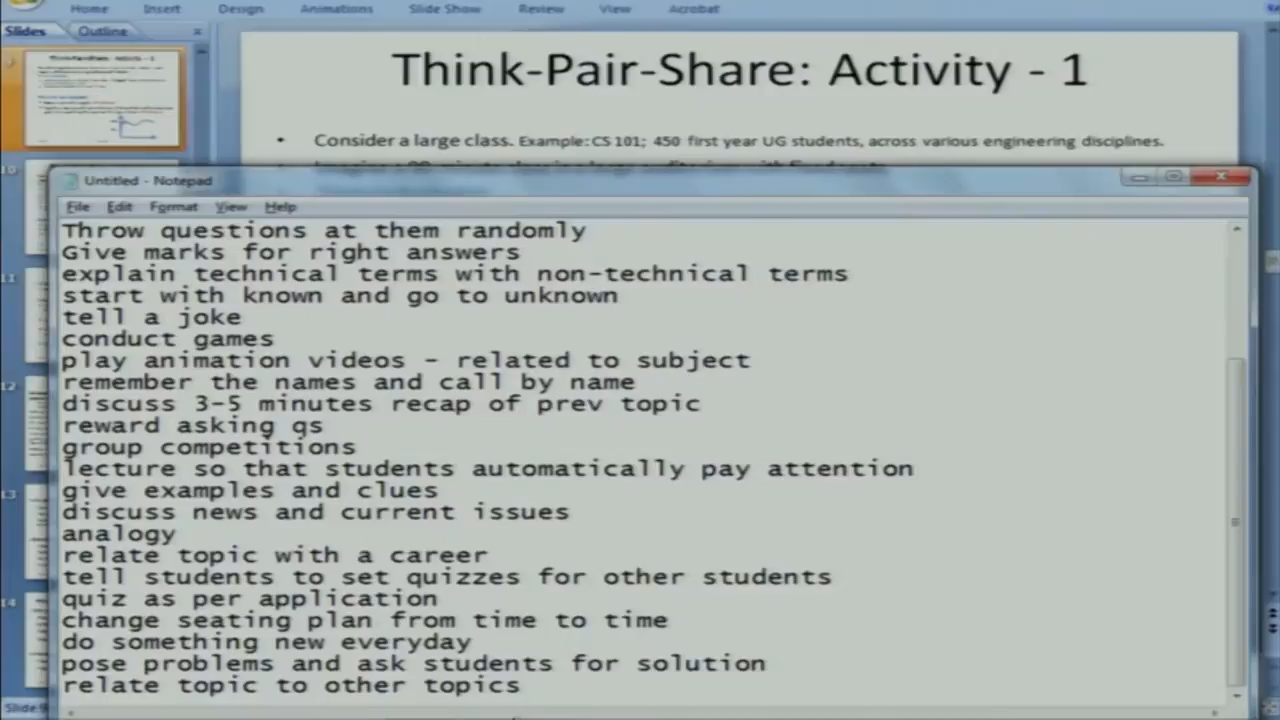 Home Insert Design Animations Slide Show Review View Acrobat
Slides Outline
Think-Pair-Share: Activity - 1
• Consider a large class. Example: CS 101; 450 first year UG students, across various engineering disciplines.
Untitled - Notepad
File Edit Format View Help
Throw questions at them randomly
Give marks for right answers
explain technical terms with non-technical terms
start with known and go to unknown
tell a joke
conduct games
play animation videos - related to subject
remember the names and call by name
discuss 3-5 minutes recap of prev topic
reward asking qs
group competitions
lecture so that students automatically pay attention
give examples and clues
discuss news and current issues
analogy
relate topic with a career
tell students to set quizzes for other students
quiz as per application
change seating plan from time to time
do something new everyday
pose problems and ask students for solution
relate topic to other topics
10
11
12
13
14
Slide